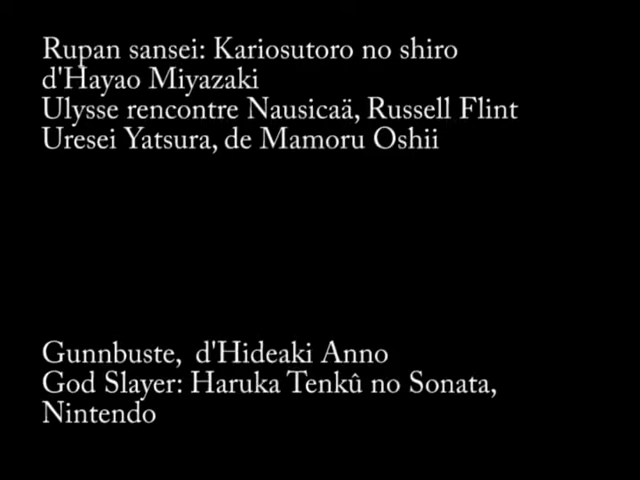 Rupan sansei: Kariosutoro no shiro
d'Hayao Miyazaki
Ulysse rencontre Nausicaä, Russell Flint
Uresei Yatsura, de Mamoru Oshii
Gunnbuste, d'Hideaki Anno
God Slayer: Haruka Tenkû no Sonata,
Nintendo